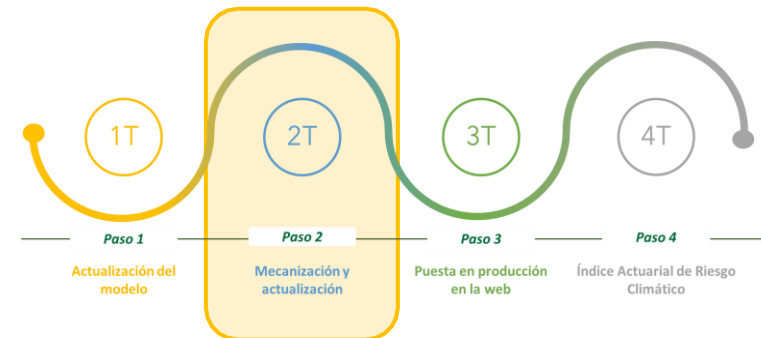 1T
2T
3T
4T
Paso 1
Paso 2
Paso 3
Paso 4
Actualización del
modelo
Mecanización y
actualización
Puesta en producción
en la web
Índice Actuarial de Riesgo
Climático